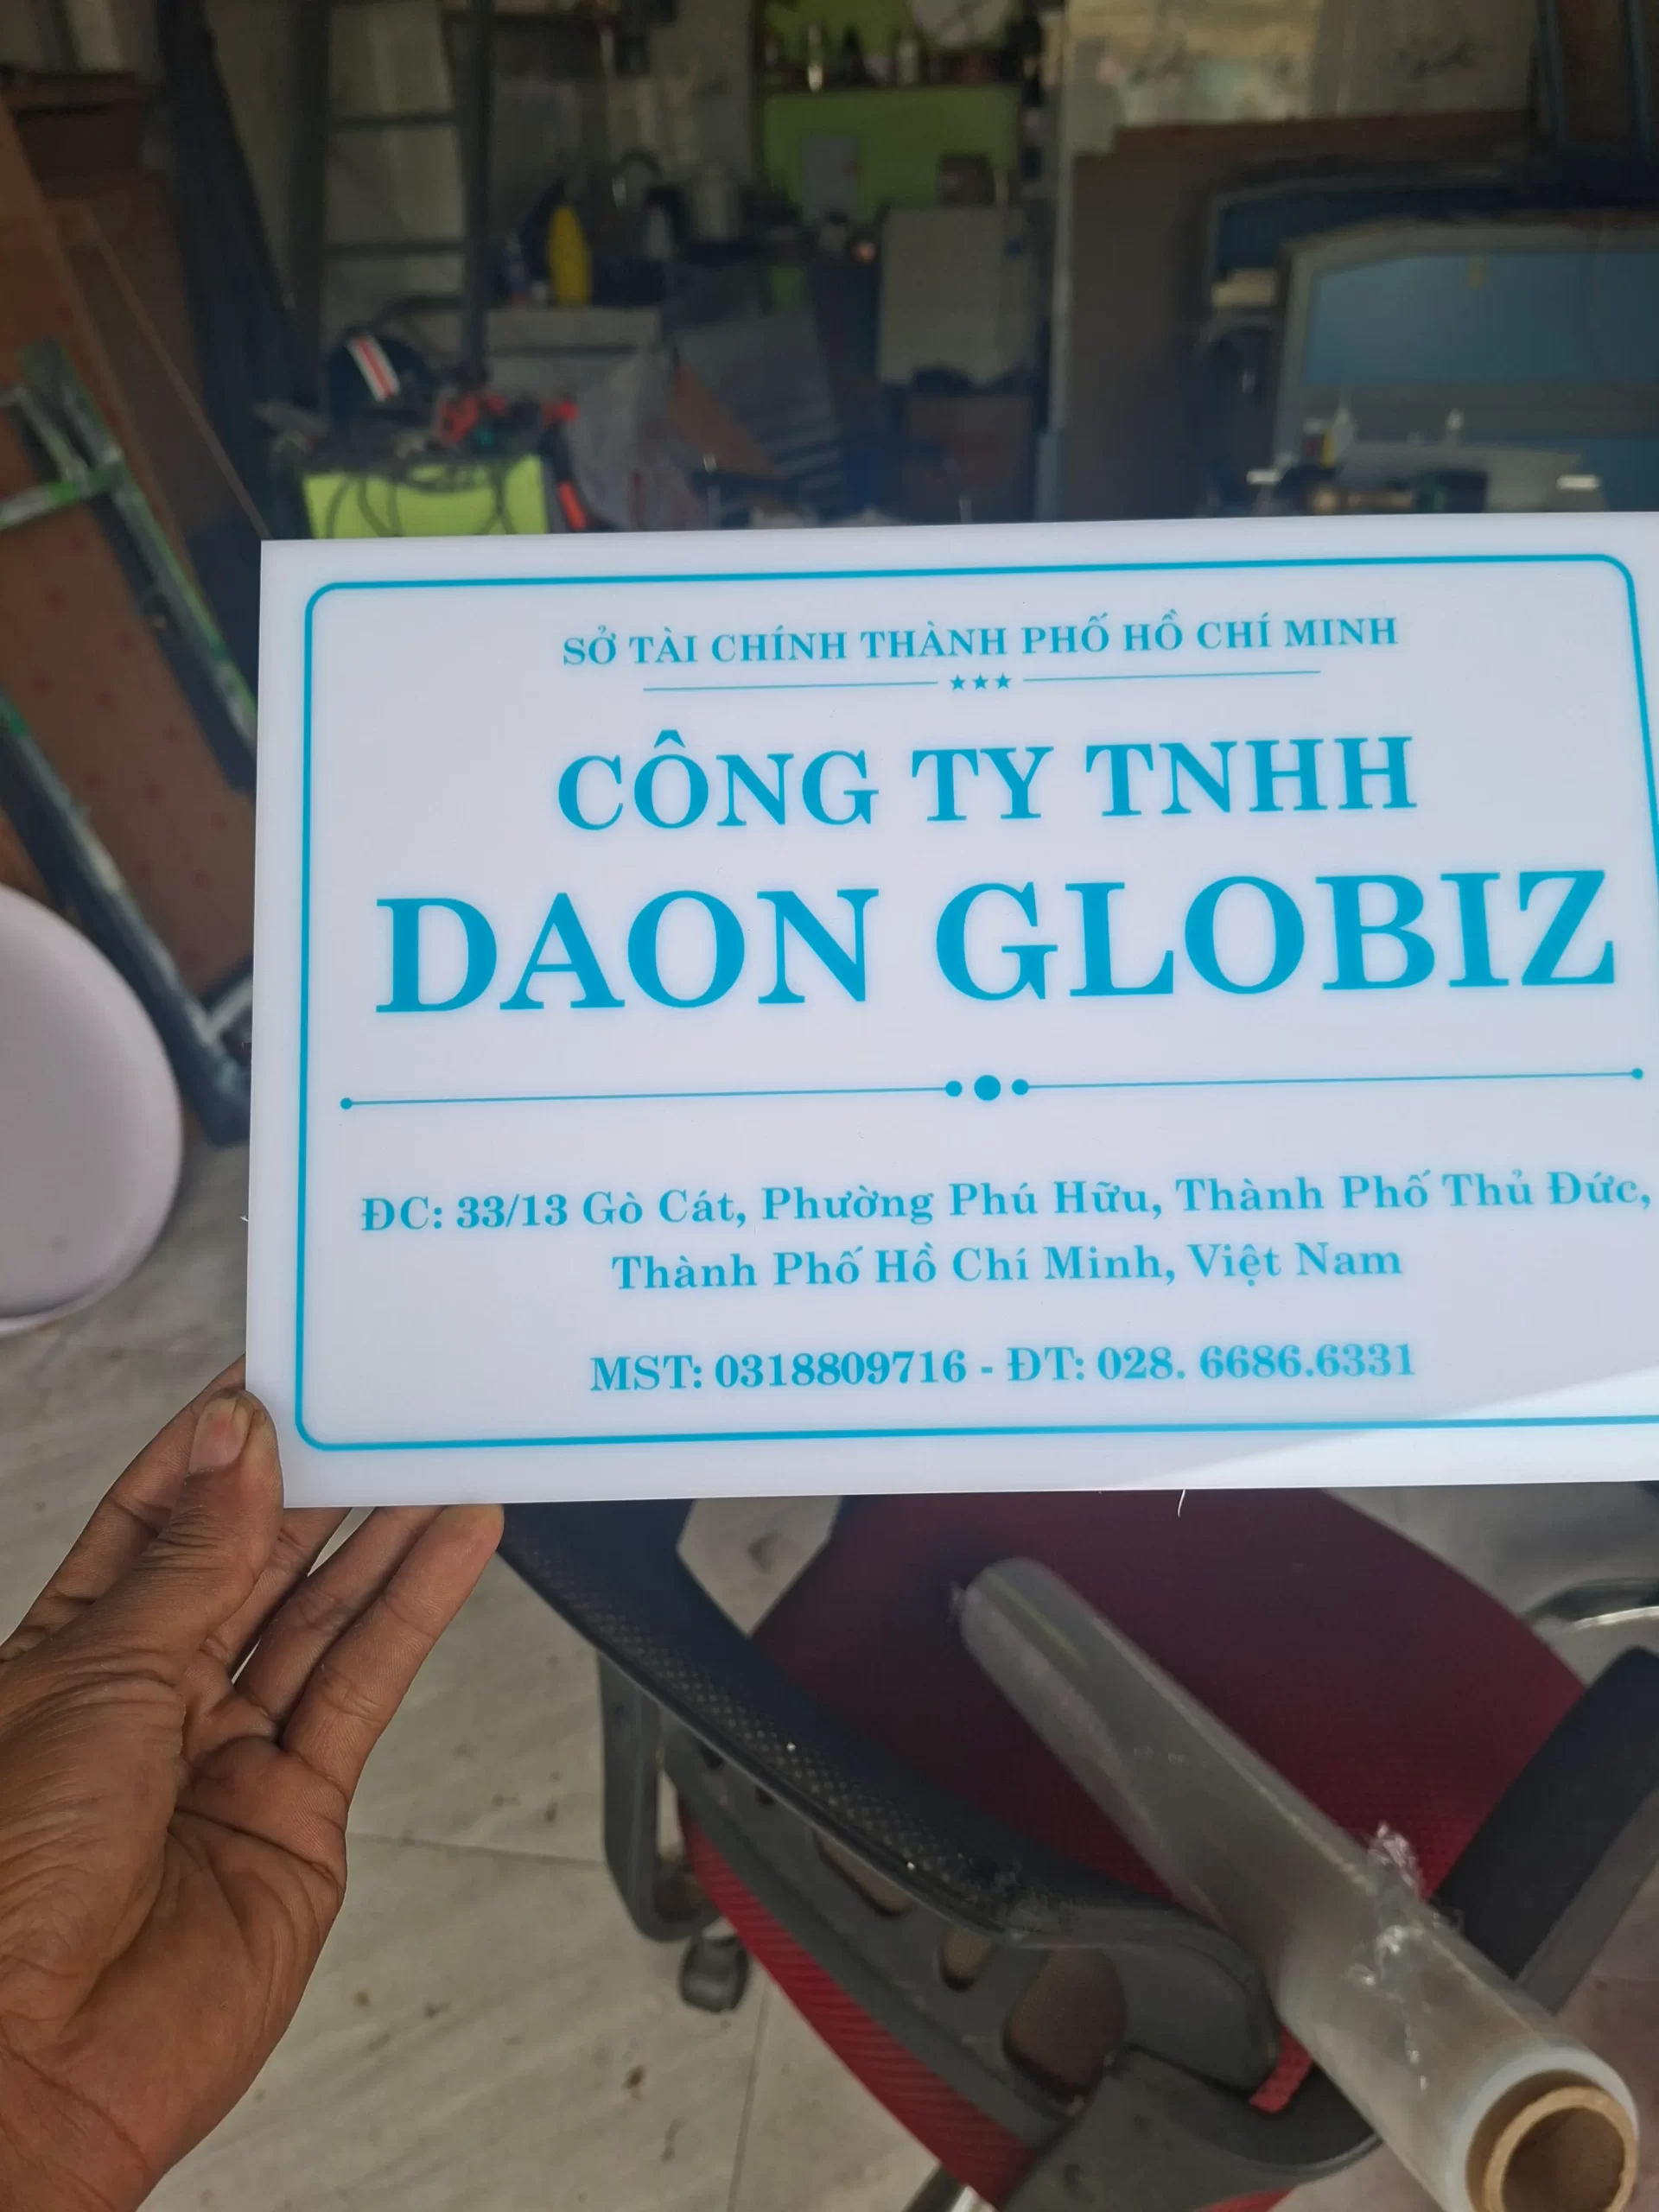 SỞ TÀI CHÍNH THÀNH PHỐ HỒ CHÍ MINH
CÔNG TY TNHH
DAON GLOBIZ
ĐC: 33/13 Gò Cát, Phường Phú Hữu, Thành Phố Thủ Đức,
Thành Phố Hồ Chí Minh, Việt Nam
MST: 0318809716 - ĐT: 028. 6686.6331